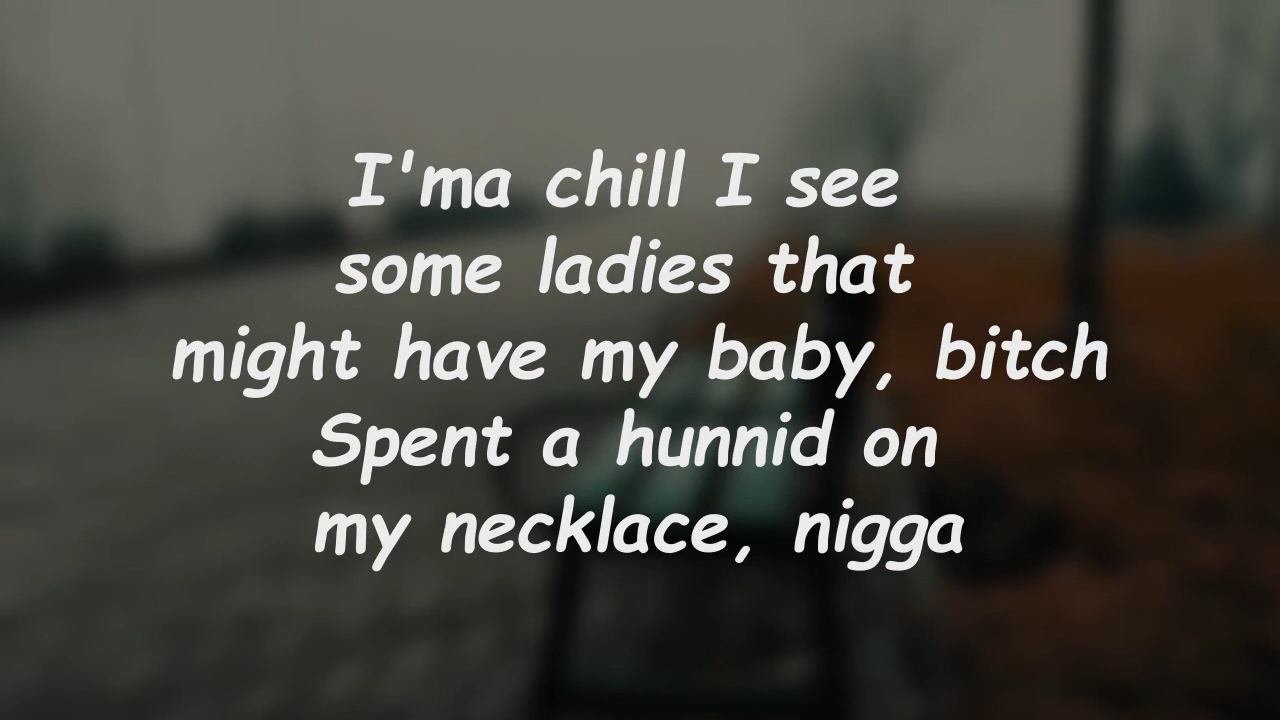 I'ma chill I see
some ladies that
might have my baby, bitch
Spent a hunnid on
my necklace, nigga